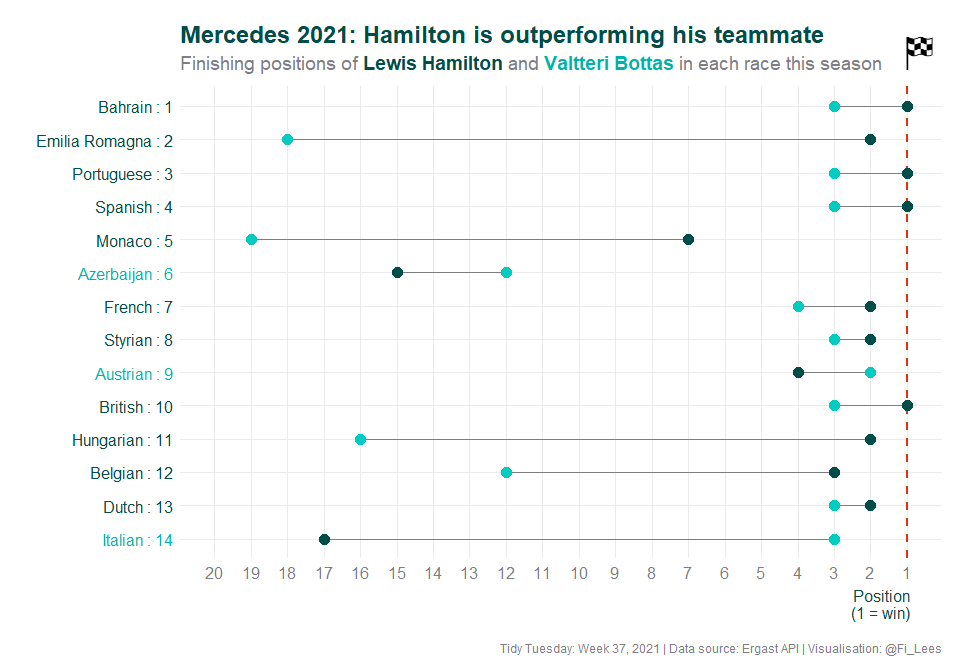 Mercedes 2021: Hamilton is outperforming his teammate
Finishing positions of Lewis Hamilton and Valtteri Bottas in each race this season
Bahrain : 1
Emilia Romagna : 2
Portuguese : 3
Spanish : 4
Monaco : 5
Azerbaijan : 6
French : 7
Styrian : 8
Austrian : 9
British : 10
Hungarian : 11
Belgian : 12
Dutch : 13
Italian : 14
20 19 18 17 16 15 14 13 12 11 10 9 8 7 6 5 4 3 2 1
Position
(1 = win)
Tidy Tuesday: Week 37, 2021 | Data source: Ergast API | Visualisation: @Fi_Lees